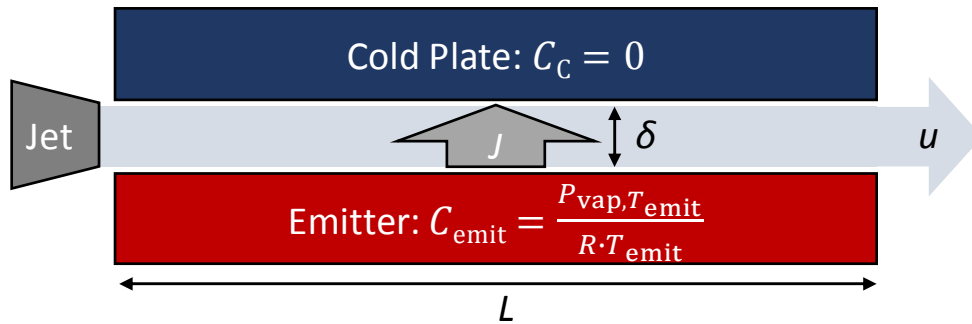 Cold Plate: C_C = 0
Jet
J
δ
u
Emitter: C_emit = P_vap,T_emit / R·T_emit
L